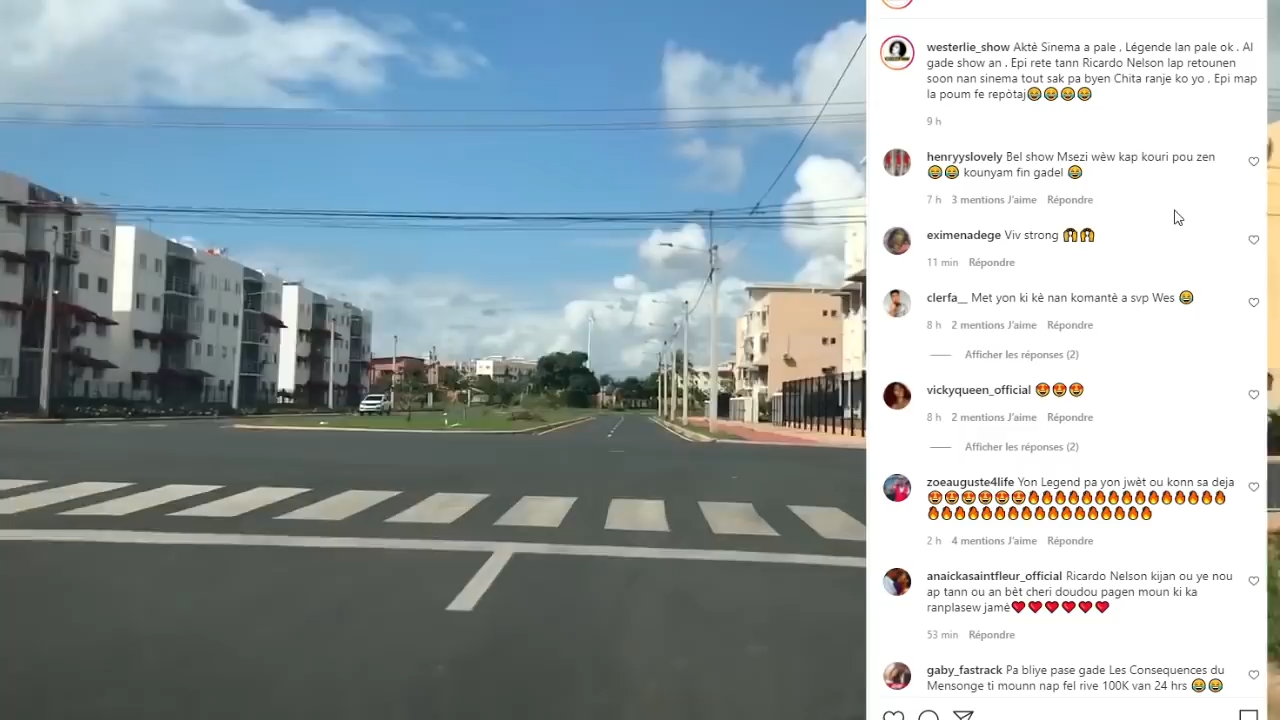 westerlie_show Aktè Sinema a pale , Légende lan pale ok . Al
gade show an . Epi rete tann Ricardo Nelson lap retounen
soon nan sinema tout sak pa byen Chita ranje ko yo . Epi map
la poum fe repòtaj😂😂😂😂
9 h
henryyslovely Bel show Msezi wèw kap kouri pou zen
😂😂 kounyam fin gadel 😂
7 h 3 mentions J'aime Répondre
eximenadege Viv strong
11 min Répondre
clerfa__ Met yon ki kè nan komantè a svp Wes 😂
8 h 2 mentions J'aime Répondre
Afficher les réponses (2)
vickyqueen_official 🤩🤩🤩
8 h 2 mentions J'aime Répondre
Afficher les réponses (2)
zoeauguste4life Yon Legend pa yon jwèt ou konn sa deja
🤩🤩🤩🤩🤩🤩🔥🔥🔥🔥🔥🔥🔥🔥🔥🔥🔥🔥🔥🔥🔥
🔥🔥🔥🔥🔥🔥🔥🔥🔥🔥🔥🔥🔥🔥🔥🔥🔥
2 h 4 mentions J'aime Répondre
anaickasaintfleur_official Ricardo Nelson kijan ou ye nou
ap tann ou an bèt cheri doudou pagen moun ki ka
ranplasew jamè❤❤❤❤❤❤
53 min Répondre
gaby_fastrack Pa bliye pase gade Les Consequences du
Mensonge ti mounn nap fel rive 100K van 24 hrs 😂😂